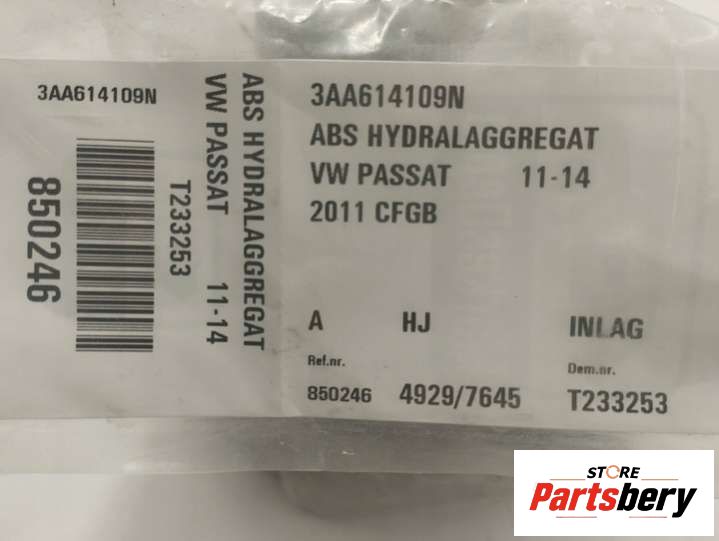 3AA614109N
850246
T233253
VW PASSAT 11-14
ABS HYDRALAGGREGAT
3AA614109N
ABS HYDRALAGGREGAT
VW PASSAT 11-14
2011 CFGB
A HJ INLAG
Ref.nr. Dem.nr.
850246 4929/7645 T233253
STORE
Partsbery